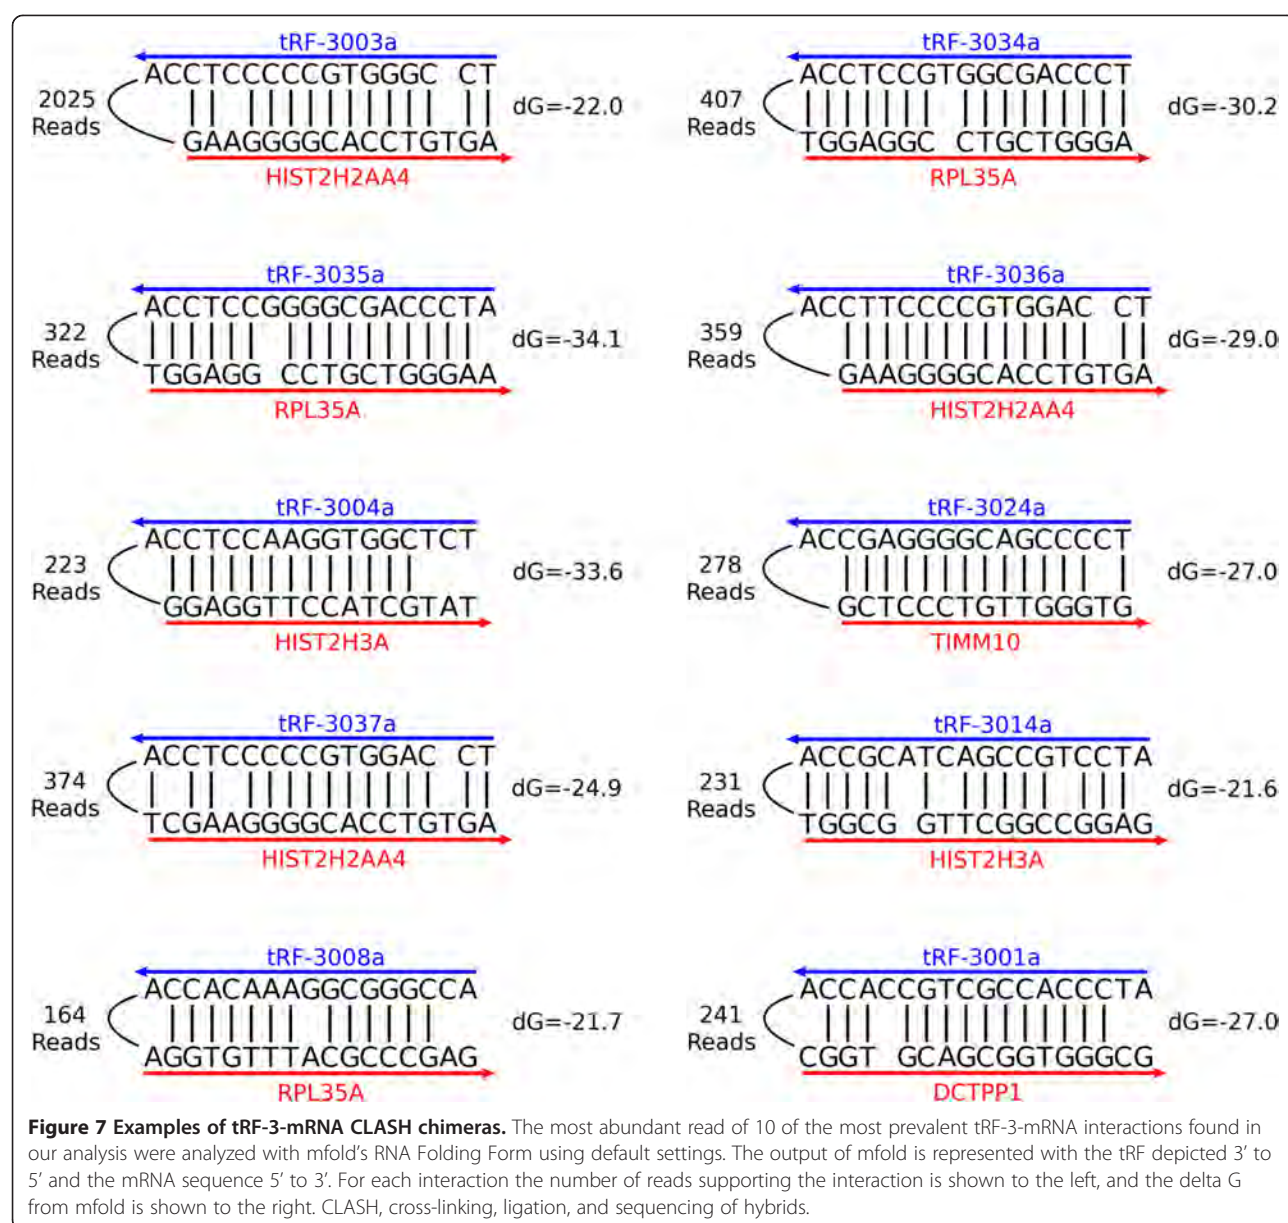 tRF-3003a
ACCTCCCCCGTGGGC CT
2025
Reads
dG=-22.0
GAAGGGGCACCTGTGA
HIST2H2AA4
tRF-3034a
ACCTCCGTGGCGACCCT
407
Reads
dG=-30.2
TGGAGGC CTGCTGGGA
RPL35A
tRF-3035a
ACCTCCGGGGCGACCCTA
322
Reads
dG=-34.1
TGGAGG CCTGCTGGGAA
RPL35A
tRF-3036a
ACCTTCCCCGTGGAC CT
359
Reads
dG=-29.0
GAAGGGGCACCTGTGA
HIST2H2AA4
tRF-3004a
ACCTCCAAGGTGGCTCT
223
Reads
dG=-33.6
GGAGGTTCCATCGTAT
HIST2H3A
tRF-3024a
ACCGAGGGGCAGCCCCT
278
Reads
dG=-27.0
GCTCCCTGTTGGGTG
TIMM10
tRF-3037a
ACCTCCCCCGTGGAC CT
374
Reads
dG=-24.9
TCGAAGGGGCACCTGTGA
HIST2H2AA4
tRF-3014a
ACCGCATCAGCCGTCCTA
231
Reads
dG=-21.6
TGGCG GTTCGGCCGGAG
HIST2H3A
tRF-3008a
ACCACAAAGGCGGGCCA
164
Reads
dG=-21.7
AGGTGTTTACGCCCGAG
RPL35A
tRF-3001a
ACCACCGTCGCCACCCTA
241
Reads
dG=-27.0
CGGT GCAGCGGTGGGCG
DCTPP1
Figure 7 Examples of tRF-3-mRNA CLASH chimeras. The most abundant read of 10 of the most prevalent tRF-3-mRNA interactions found in
our analysis were analyzed with mfold's RNA Folding Form using default settings. The output of mfold is represented with the tRF depicted 3′ to
5′ and the mRNA sequence 5′ to 3′. For each interaction the number of reads supporting the interaction is shown to the left, and the delta G
from mfold is shown to the right. CLASH, cross-linking, ligation, and sequencing of hybrids.